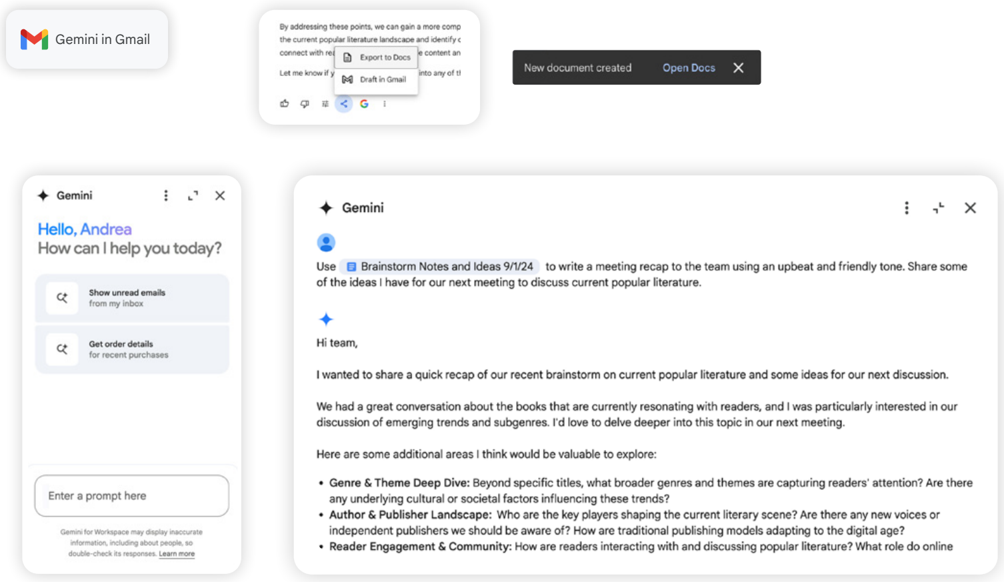 Gemini in Gmail
By addressing these points, we can gain a more comp
the current popular literature landscape and identify
connect with
content an
Export to Docs
Let me know if
into any of
Draft in Gmail
New document created Open Docs
Gemini
Hello, Andrea
How can I help you today?
Show unread emails
from my inbox
Get order details
for recent purchases
Enter a prompt here
Gemini for Workspace may display inaccurate
information, including about people, so
double-check its responses. Learn more
Gemini
Use Brainstorm Notes and Ideas 9/1/24 to write a meeting recap to the team using an upbeat and friendly tone. Share some
of the ideas I have for our next meeting to discuss current popular literature.
Hi team,
I wanted to share a quick recap of our recent brainstorm on current popular literature and some ideas for our next discussion.
We had a great conversation about the books that are currently resonating with readers, and I was particularly interested in our
discussion of emerging trends and subgenres. I'd love to delve deeper into this topic in our next meeting.
Here are some additional areas I think would be valuable to explore:
• Genre & Theme Deep Dive: Beyond specific titles, what broader genres and themes are capturing readers' attention? Are there
any underlying cultural or societal factors influencing these trends?
• Author & Publisher Landscape: Who are the key players shaping the current literary scene? Are there any new voices or
independent publishers we should be aware of? How are traditional publishing models adapting to the digital age?
• Reader Engagement & Community: How are readers interacting with and discussing popular literature? What role do online